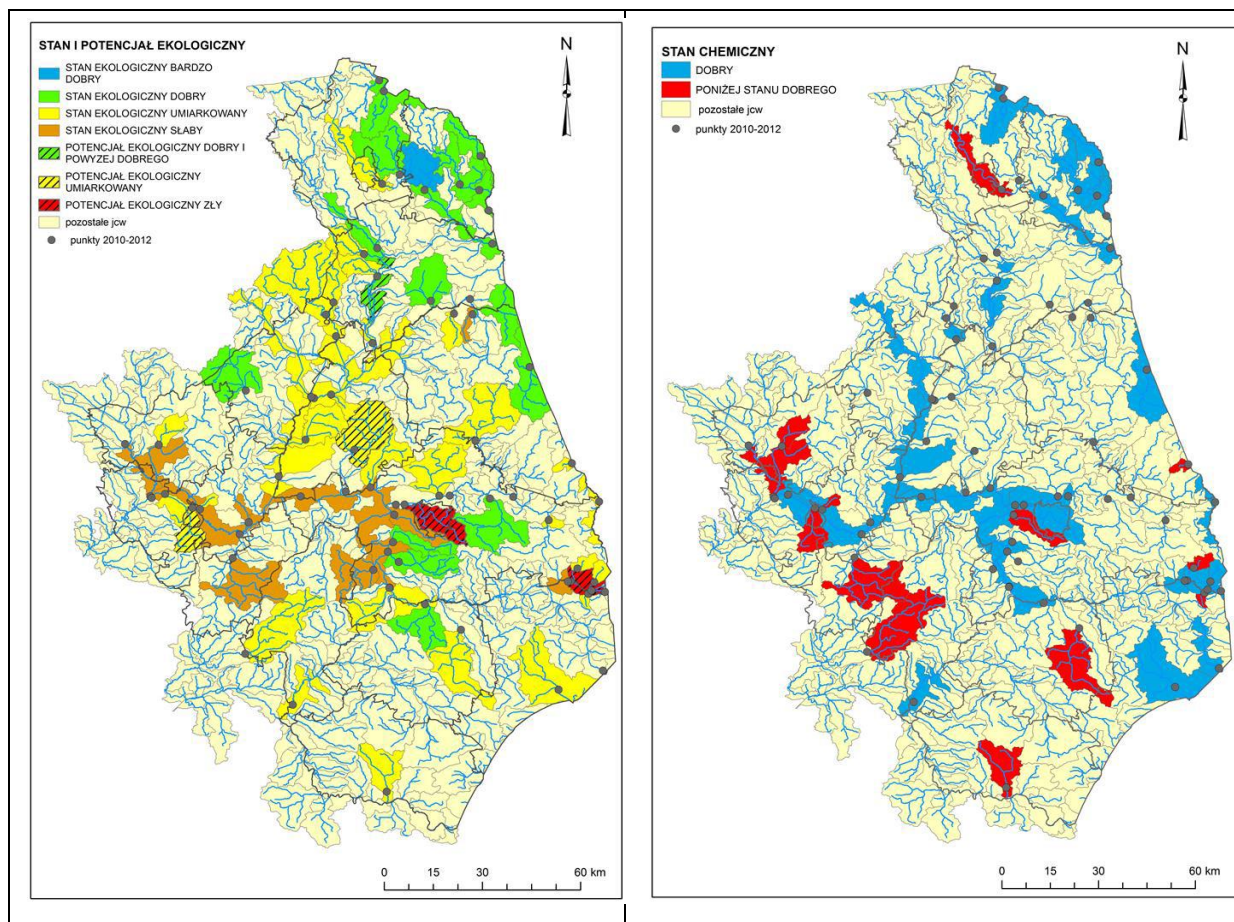 STAN I POTENCJAŁ EKOLOGICZNY
N
STAN EKOLOGICZNY BARDZO
DOBRY
STAN EKOLOGICZNY DOBRY
STAN EKOLOGICZNY UMIARKOWANY
STAN EKOLOGICZNY SŁABY
POTENCJAŁ EKOLOGICZNY DOBRY I
POWYZEJ DOBREGO
POTENCJAŁ EKOLOGICZNY
UMIARKOWANY
POTENCJAŁ EKOLOGICZNY ZŁY
pozostałe jcw
punkty 2010-2012
0 15 30 60 km
STAN CHEMICZNY
N
DOBRY
PONIŻEJ STANU DOBREGO
pozostałe jcw
punkty 2010-2012
0 15 30 60 km